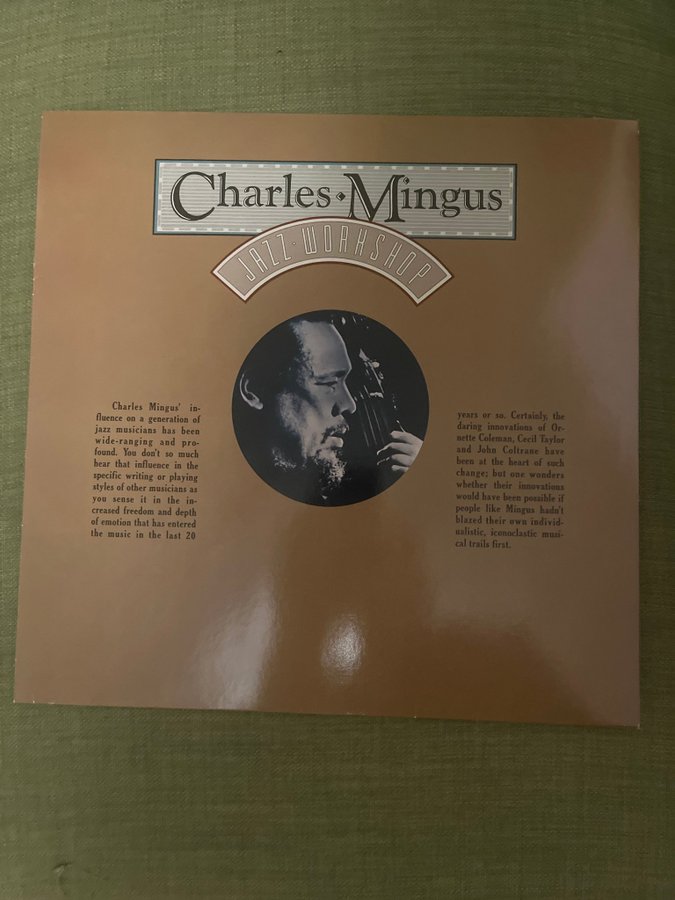 Charles·Mingus
JAZZ·WORKSHOP
Charles Mingus' in-
fluence on a generation of
jazz musicians has been
wide-ranging and pro-
found. You don't so much
hear that influence in the
specific writing or playing
styles of other musicians as
you sense it in the in-
creased freedom and depth
of emotion that has entered
the music in the last 20
years or so. Certainly, the
daring innovations of Or-
nette Coleman, Cecil Taylor
and John Coltrane have
been at the heart of such
change; but one wonders
whether their innovations
would have been possible if
people like Mingus hadn't
blazed their own individ-
ualistic, iconoclastic musi-
cal trails first.